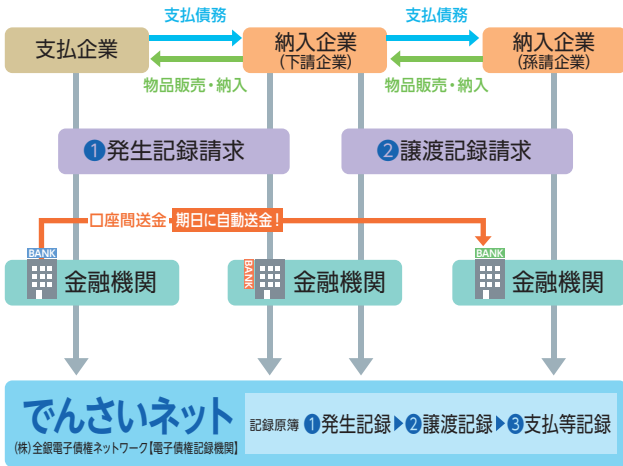 支払債務
支払債務
支払企業
納入企業
(下請企業)
納入企業
(孫請企業)
物品販売・納入
物品販売・納入
❶発生記録請求
❷譲渡記録請求
口座間送金 期日に自動送金!
BANK
金融機関
BANK
金融機関
BANK
金融機関
でんさいネット
(株)全銀電子債権ネットワーク【電子債権記録機関】
記録原簿 ❶発生記録▶❷譲渡記録▶❸支払等記録